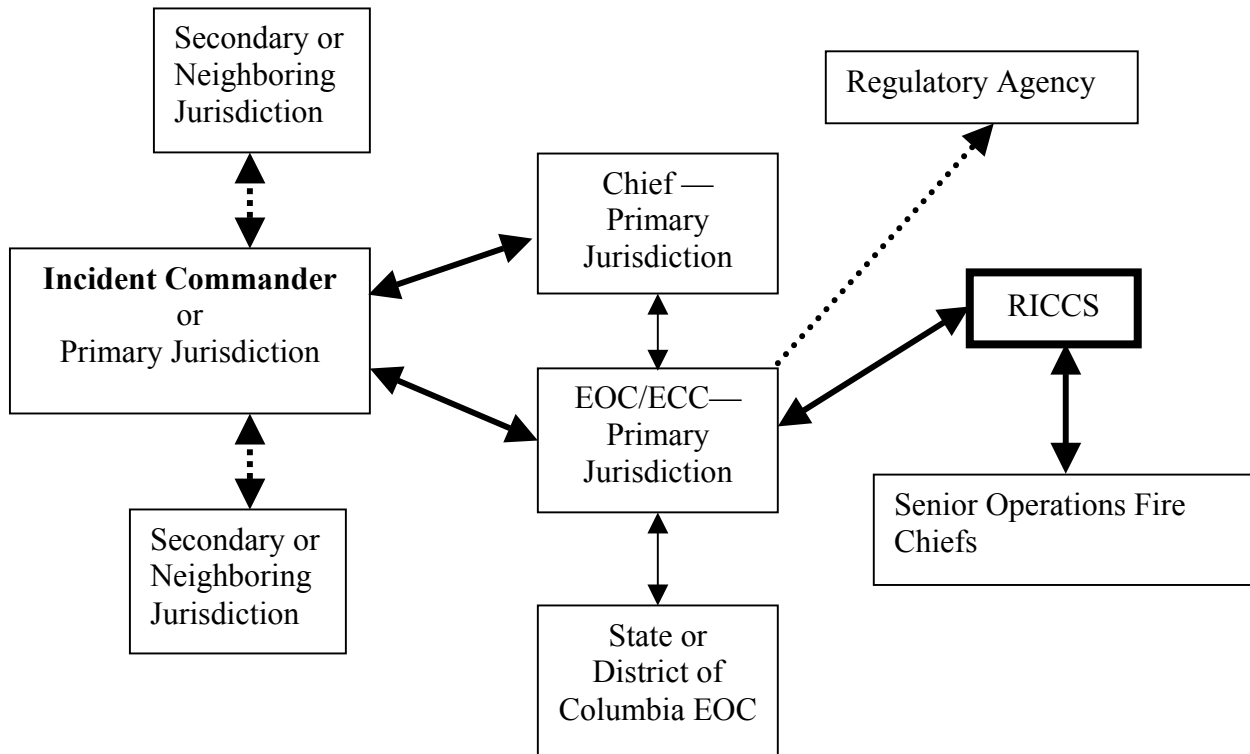 Secondary or
Neighboring
Jurisdiction
Regulatory Agency
Chief —
Primary
Jurisdiction
Incident Commander
or
Primary Jurisdiction
RICCS
EOC/ECC—
Primary
Jurisdiction
Senior Operations Fire
Chiefs
Secondary or
Neighboring
Jurisdiction
State or
District of
Columbia EOC